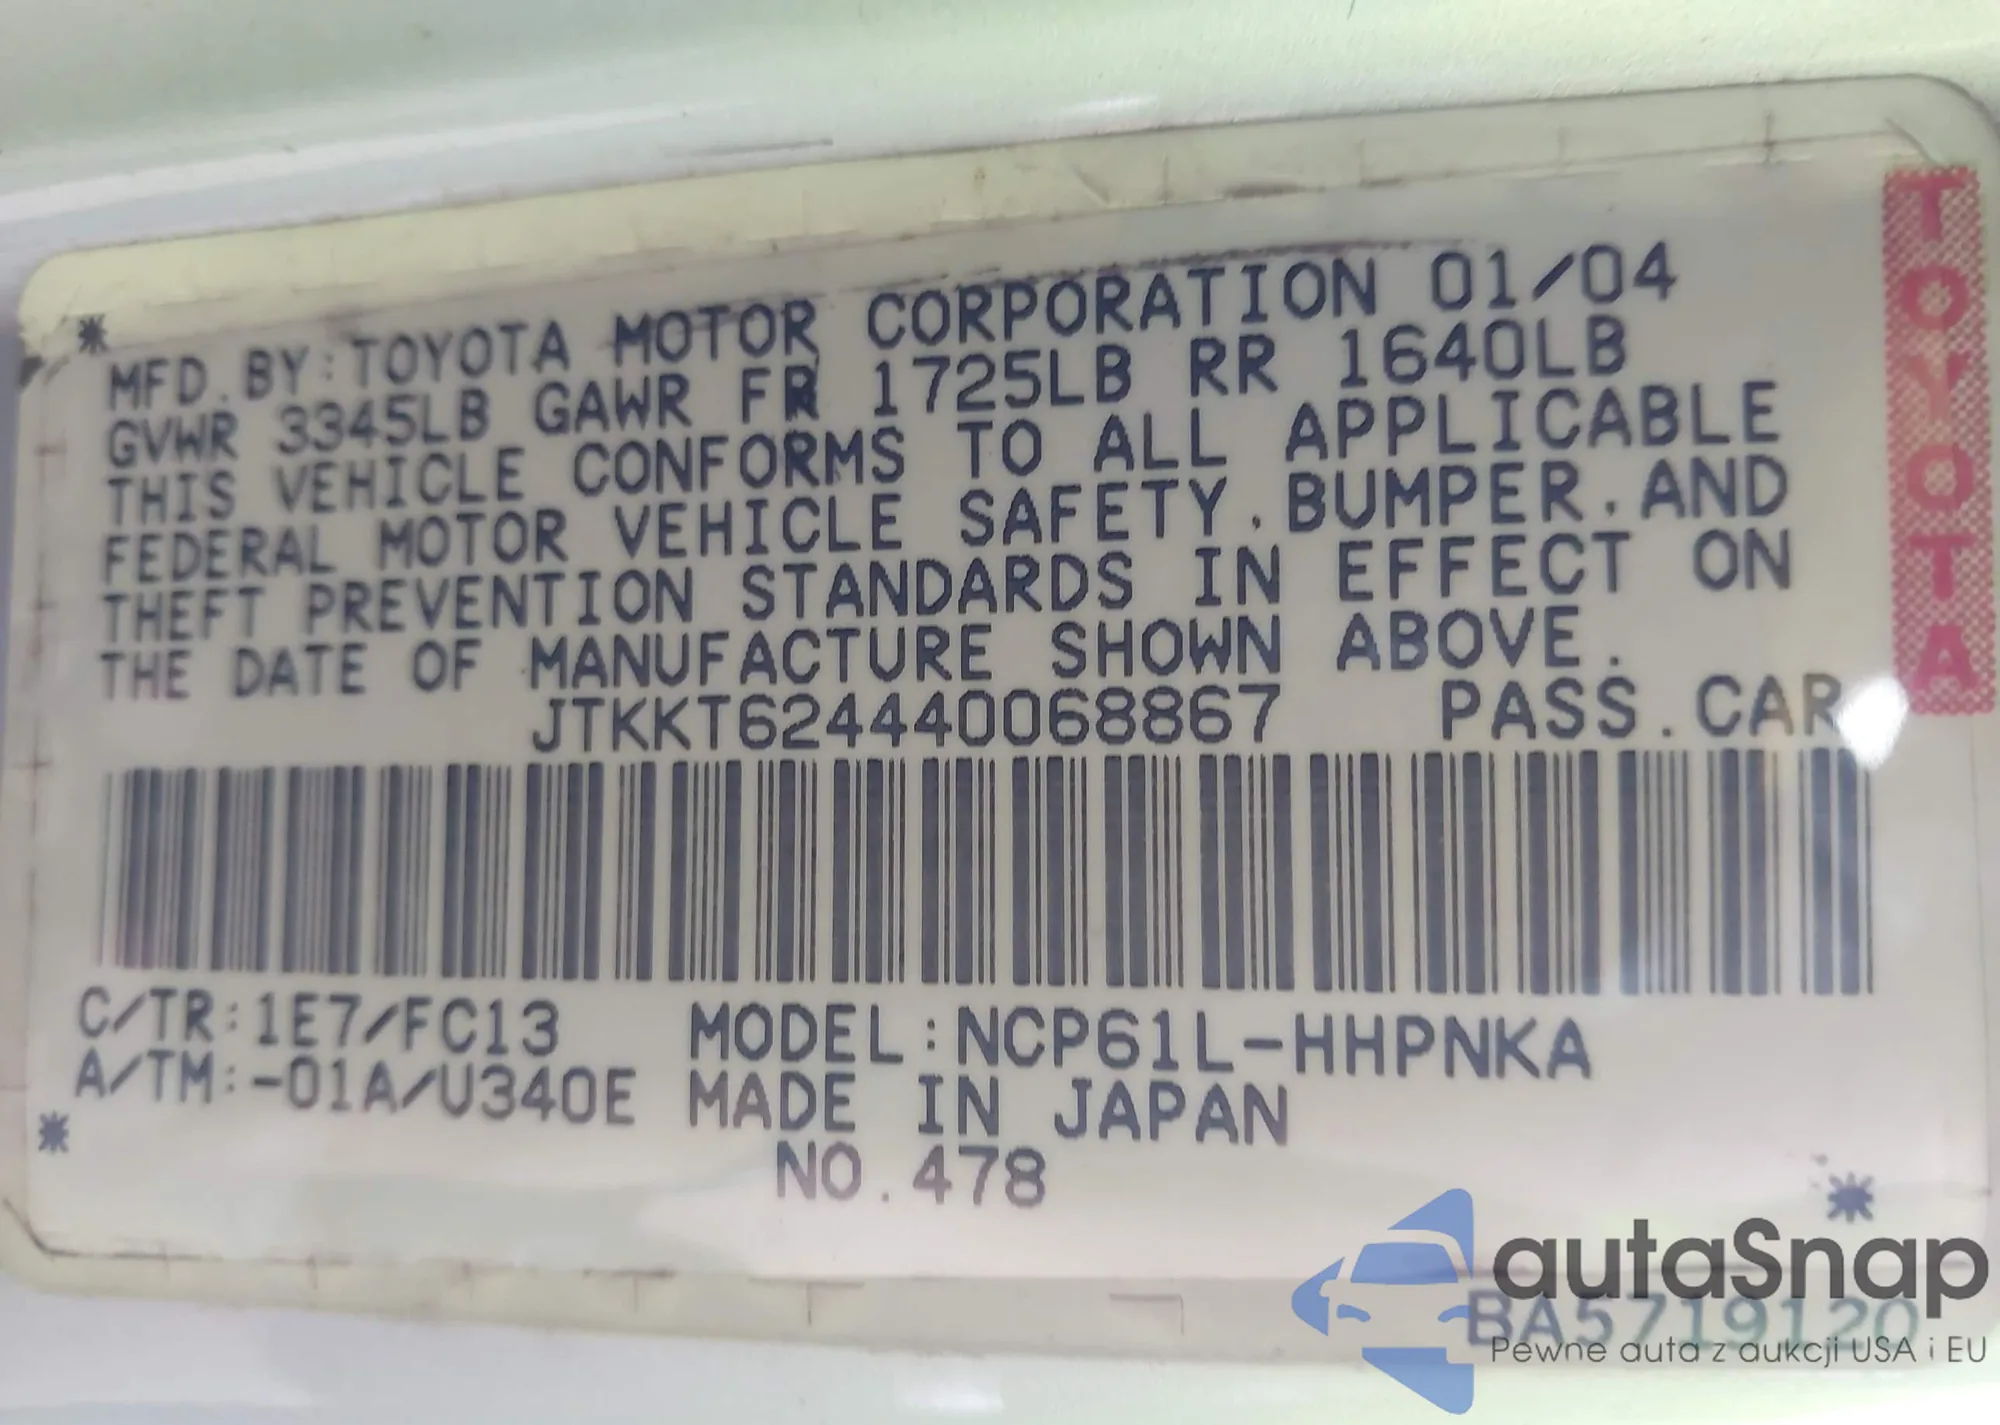 MFD.BY:TOYOTA MOTOR CORPORATION 01/04
GVWR 3345LB GAWR FR 1725LB RR 1640LB
THIS VEHICLE CONFORMS TO ALL APPLICABLE
FEDERAL MOTOR VEHICLE SAFETY.BUMPER.AND
THEFT PREVENTION STANDARDS IN EFFECT ON
THE DATE OF MANUFACTURE SHOWN ABOVE.
JTKKT624440068867 PASS.CAR
C/TR:1E7/FC13 MODEL:NCP61L-HHPNKA
A/TM:-01A/U340E MADE IN JAPAN
NO.478
TOYOTA
autaSnap
BA5719120
Pewne auta z aukcji USA i EU